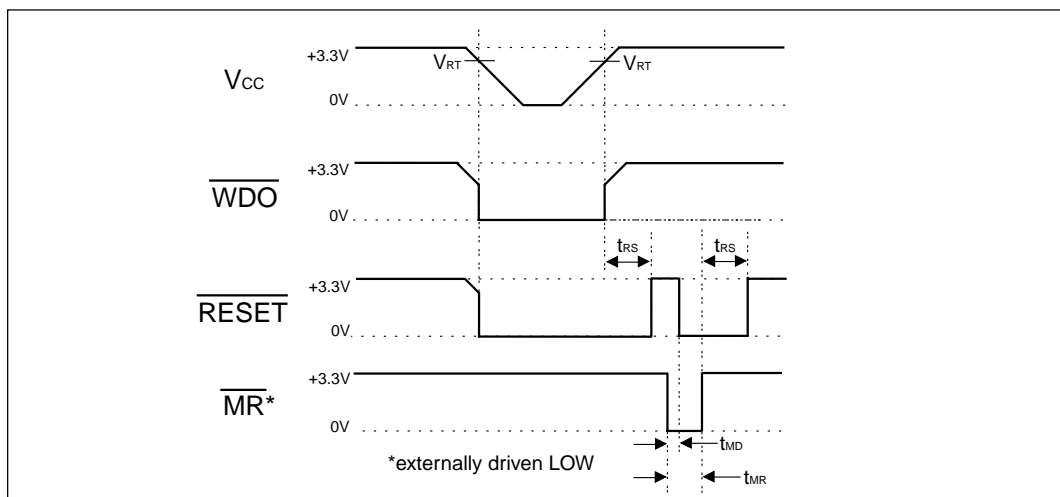 +3.3V
VRT
VRT
VCC
0V
+3.3V
WDO
0V
tRS
tRS
+3.3V
RESET
0V
+3.3V
MR*
0V
tMD
*externally driven LOW
tMR